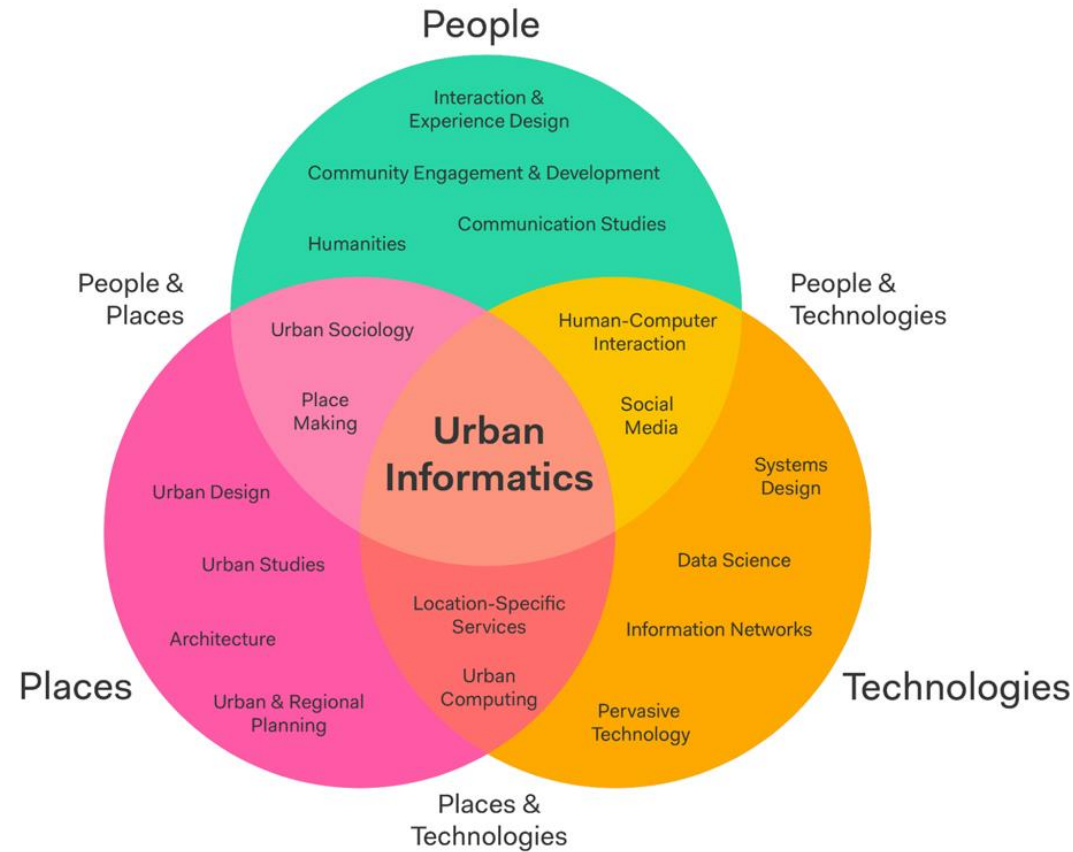 People
Interaction &
Experience Design
Community Engagement & Development
Communication Studies
Humanities
People &
Places
People &
Technologies
Urban Sociology
Human-Computer
Interaction
Place
Making
Social
Media
Urban
Informatics
Systems
Design
Urban Design
Urban Studies
Data Science
Location-Specific
Services
Information Networks
Architecture
Places
Technologies
Urban
Computing
Urban & Regional
Planning
Pervasive
Technology
Places &
Technologies